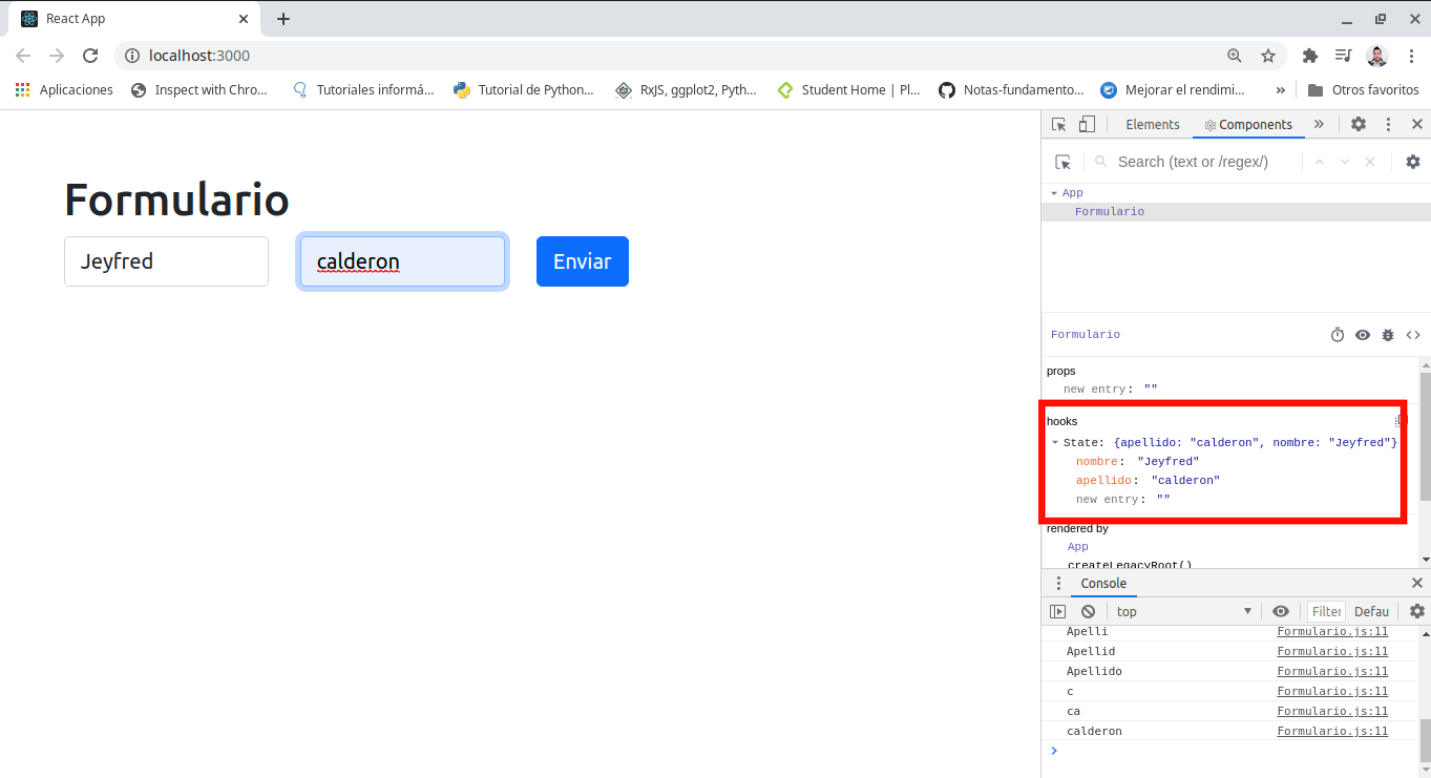 React App
localhost:3000
Aplicaciones Inspect with Chro... Tutoriales informá... Tutorial de Python... RxJS, ggplot2, Pyth... Student Home | Pl... Notas-fundamento... Mejorar el rendimi... » Otros favoritos
Formulario
Jeyfred calderon Enviar
Elements Components »
Search (text or /regex/)
App
Formulario
Formulario
props
new entry: ""
hooks
State: {apellido: "calderon", nombre: "Jeyfred"}
nombre: "Jeyfred"
apellido: "calderon"
new entry: ""
rendered by
App
createLegacyRoot()
Console
top Filter Defau
Apelli Formulario.js:11
Apellid Formulario.js:11
Apellido Formulario.js:11
c Formulario.js:11
ca Formulario.js:11
calderon Formulario.js:11